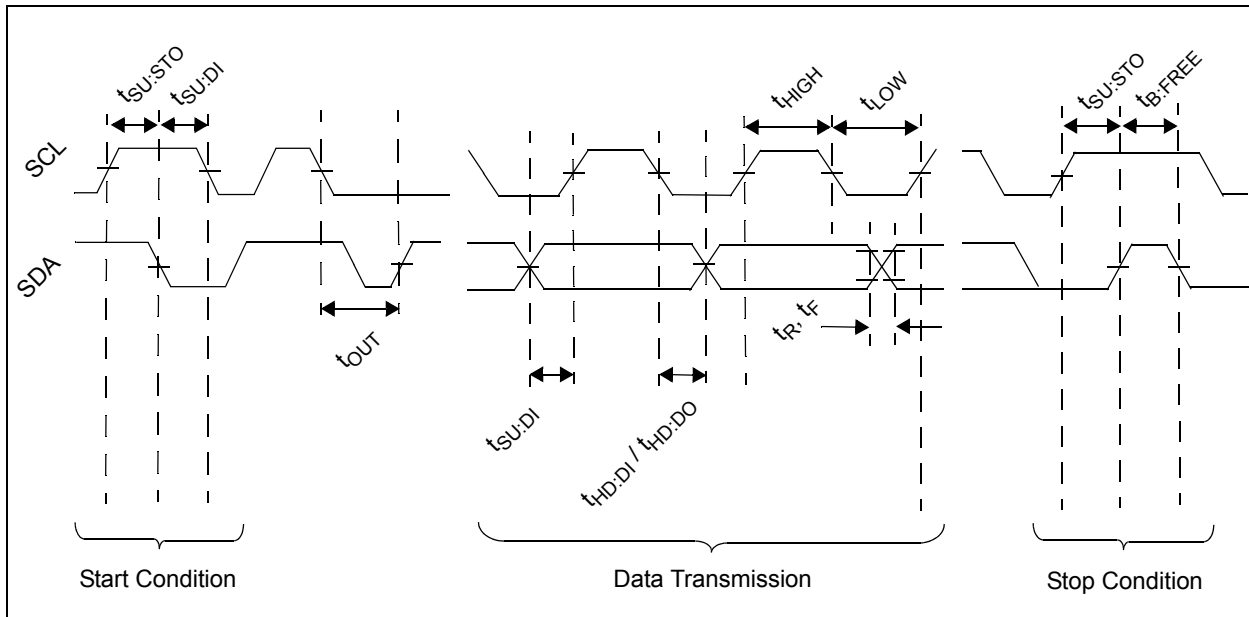 tSU:STO
tSU:DI
tHIGH
tLOW
tSU:STO
tB:FREE
SCL
SDA
tOUT
tR, tF
tSU:DI
tHD:DI / tHD:DO
Start Condition
Data Transmission
Stop Condition